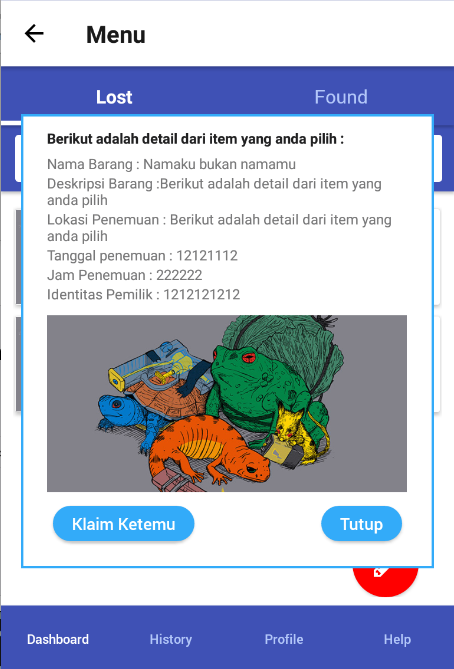 Menu
Lost
Found
Berikut adalah detail dari item yang anda pilih :
Nama Barang : Namaku bukan namamu
Deskripsi Barang :Berikut adalah detail dari item yang
anda pilih
Lokasi Penemuan : Berikut adalah detail dari item yang
anda pilih
Tanggal penemuan : 12121112
Jam Penemuan : 222222
Identitas Pemilik : 1212121212
Klaim Ketemu
Tutup
Dashboard
History
Profile
Help